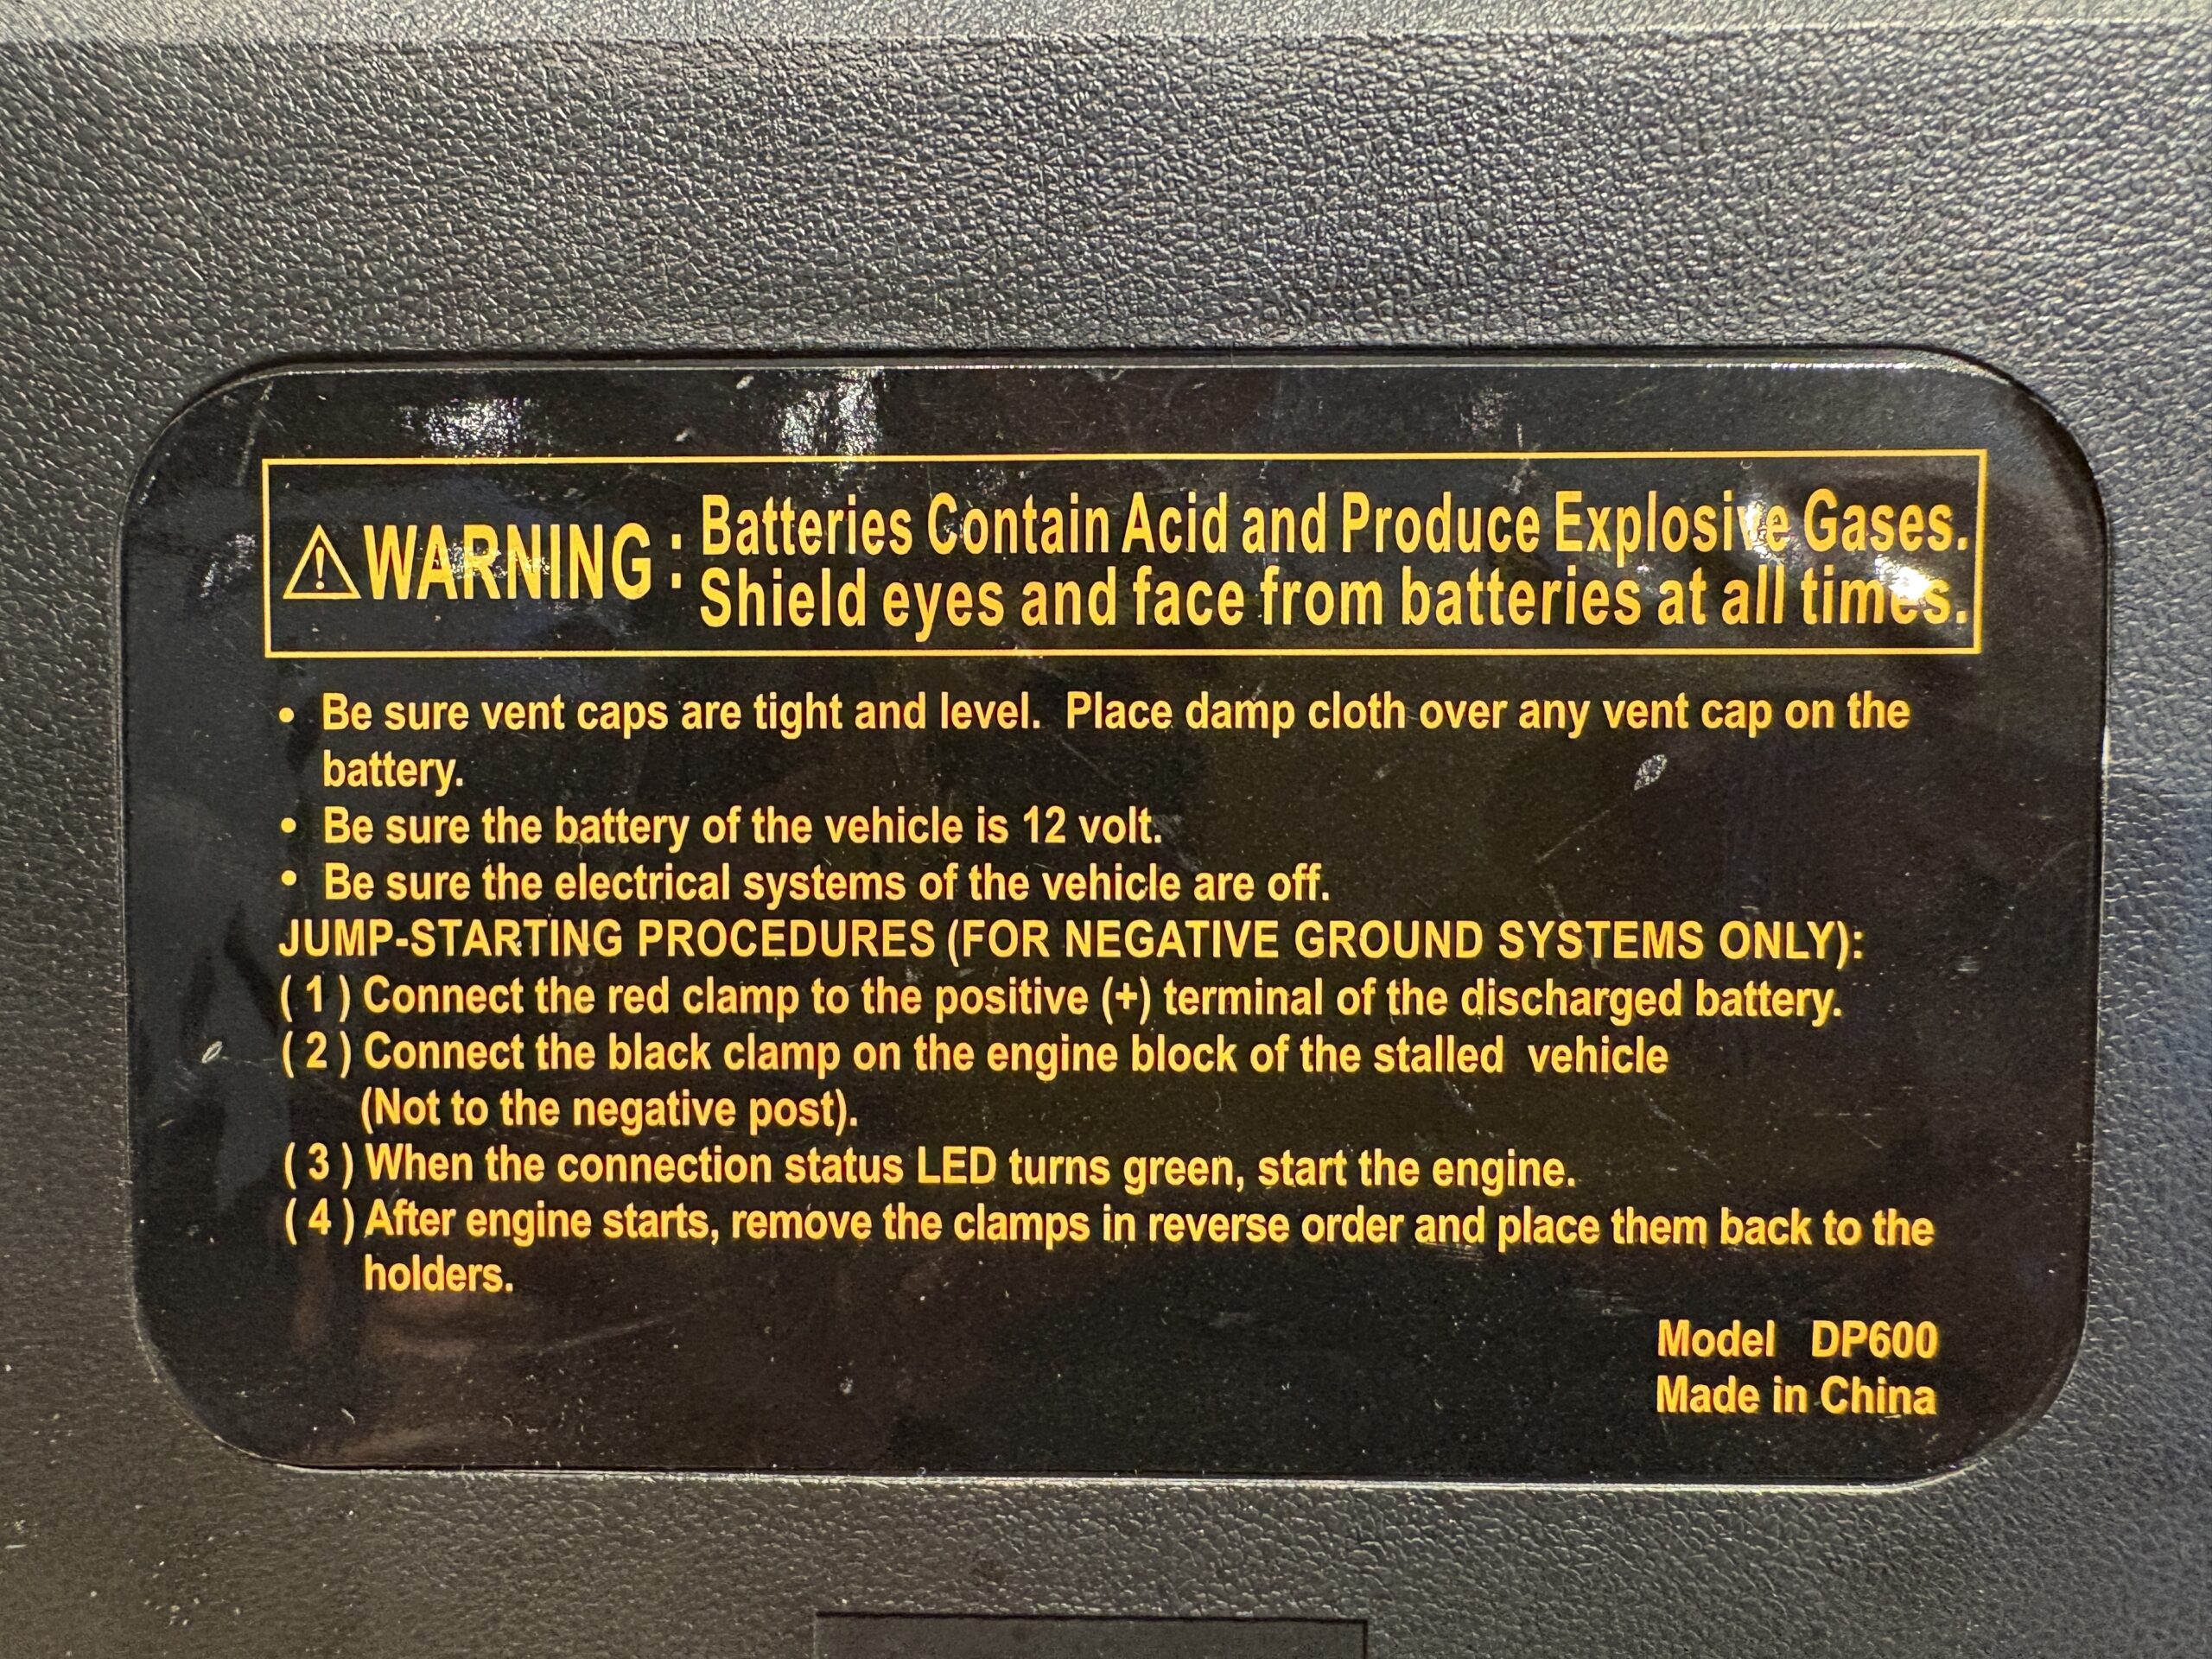 ⚠WARNING : Batteries Contain Acid and Produce Explosive Gases.
Shield eyes and face from batteries at all times.
• Be sure vent caps are tight and level. Place damp cloth over any vent cap on the
battery.
• Be sure the battery of the vehicle is 12 volt.
• Be sure the electrical systems of the vehicle are off.
JUMP-STARTING PROCEDURES (FOR NEGATIVE GROUND SYSTEMS ONLY):
( 1 ) Connect the red clamp to the positive (+) terminal of the discharged battery.
( 2 ) Connect the black clamp on the engine block of the stalled vehicle
(Not to the negative post).
( 3 ) When the connection status LED turns green, start the engine.
( 4 ) After engine starts, remove the clamps in reverse order and place them back to the
holders.
Model DP600
Made in China